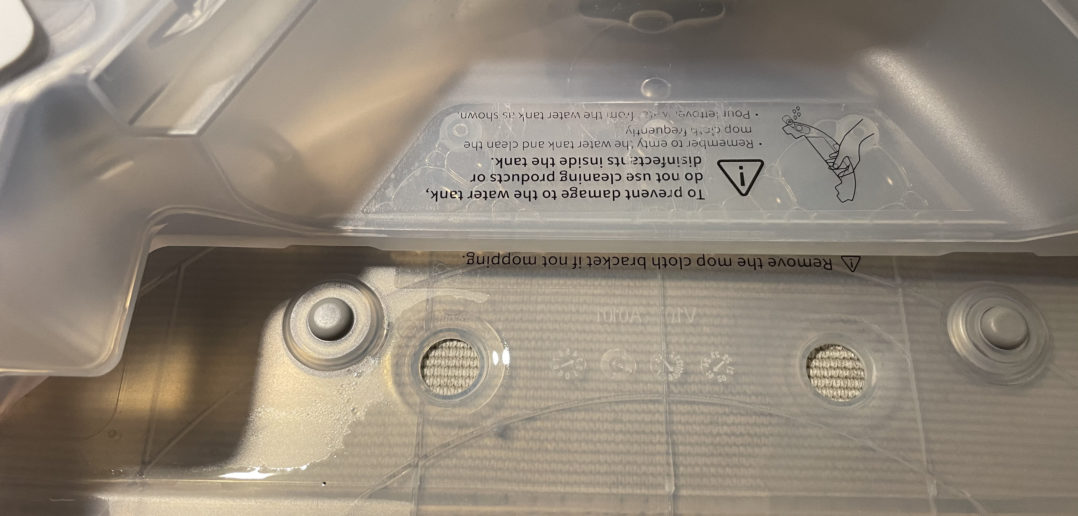 To prevent damage to the water tank,
do not use cleaning products or
disinfectants inside the tank.
• Remember to empty the water tank and clean the
mop cloth frequently.
• Pour leftover water from the water tank as shown.
Remove the mop cloth bracket if not mopping.